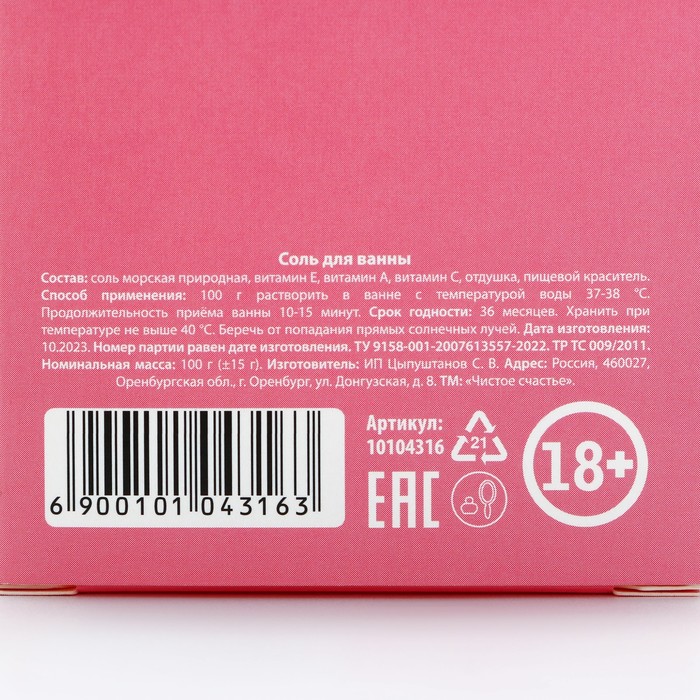 Соль для ванны
Состав: соль морская природная, витамин Е, витамин А, витамин С, отдушка, пищевой краситель.
Способ применения: 100 г растворить в ванне с температурой воды 37-38 °С.
Продолжительность приёма ванны 10-15 минут. Срок годности: 36 месяцев. Хранить при
температуре не выше 40 °С. Беречь от попадания прямых солнечных лучей. Дата изготовления:
10.2023. Номер партии равен дате изготовления. ТУ 9158-001-2007613557-2022. ТР ТС 009/2011.
Номинальная масса: 100 г (±15 г). Изготовитель: ИП Цыпуштанов С. В. Адрес: Россия, 460027,
Оренбургская обл., г. Оренбург, ул. Донгузская, д. 8. ТМ: «Чистое счастье».
Артикул:
10104316
21
18+
EAC
6 900101 043163